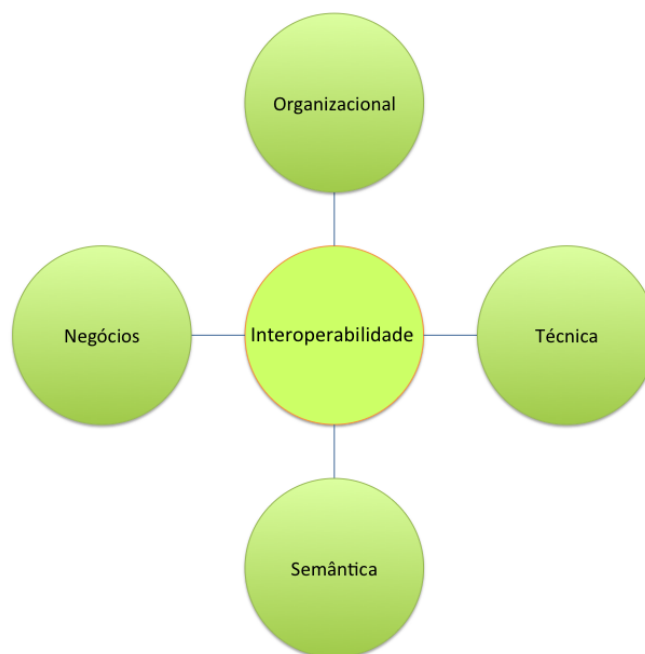 Organizacional
Negócios
Interoperabilidade
Técnica
Semântica